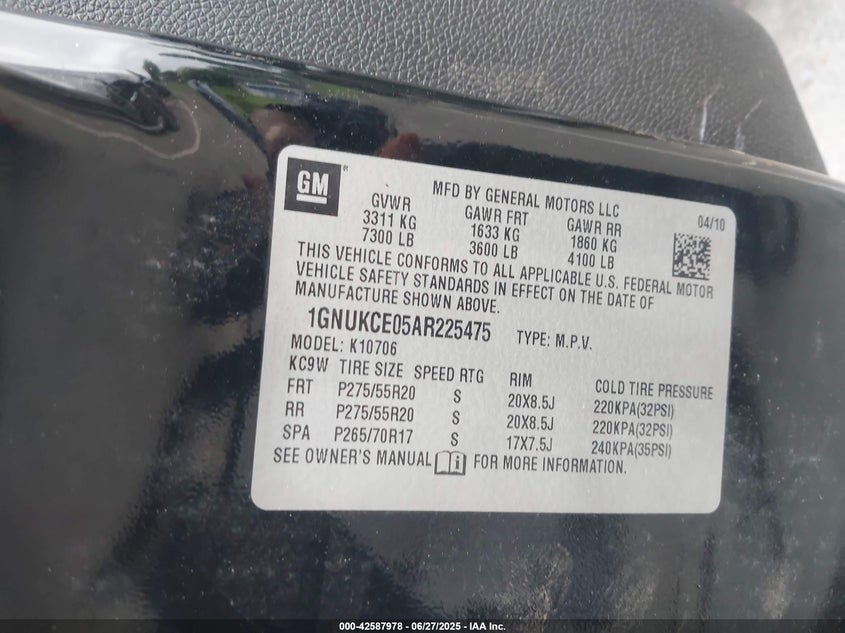 GM
MFD BY GENERAL MOTORS LLC
04/10
GVWR GAWR FRT GAWR RR
3311 KG 1633 KG 1860 KG
7300 LB 3600 LB 4100 LB
THIS VEHICLE CONFORMS TO ALL APPLICABLE U.S. FEDERAL MOTOR
VEHICLE SAFETY STANDARDS IN EFFECT ON THE DATE OF
MANUFACTURE SHOWN ABOVE.
1GNUKCE05AR225475 TYPE: M.P.V.
MODEL: K10706
KC9W TIRE SIZE SPEED RTG RIM COLD TIRE PRESSURE
FRT P275/55R20 S 20X8.5J 220KPA(32PSI)
RR P275/55R20 S 20X8.5J 220KPA(32PSI)
SPA P265/70R17 S 17X7.5J 240KPA(35PSI)
SEE OWNER'S MANUAL FOR MORE INFORMATION.
000-42587978 - 06/27/2025 - IAA Inc.